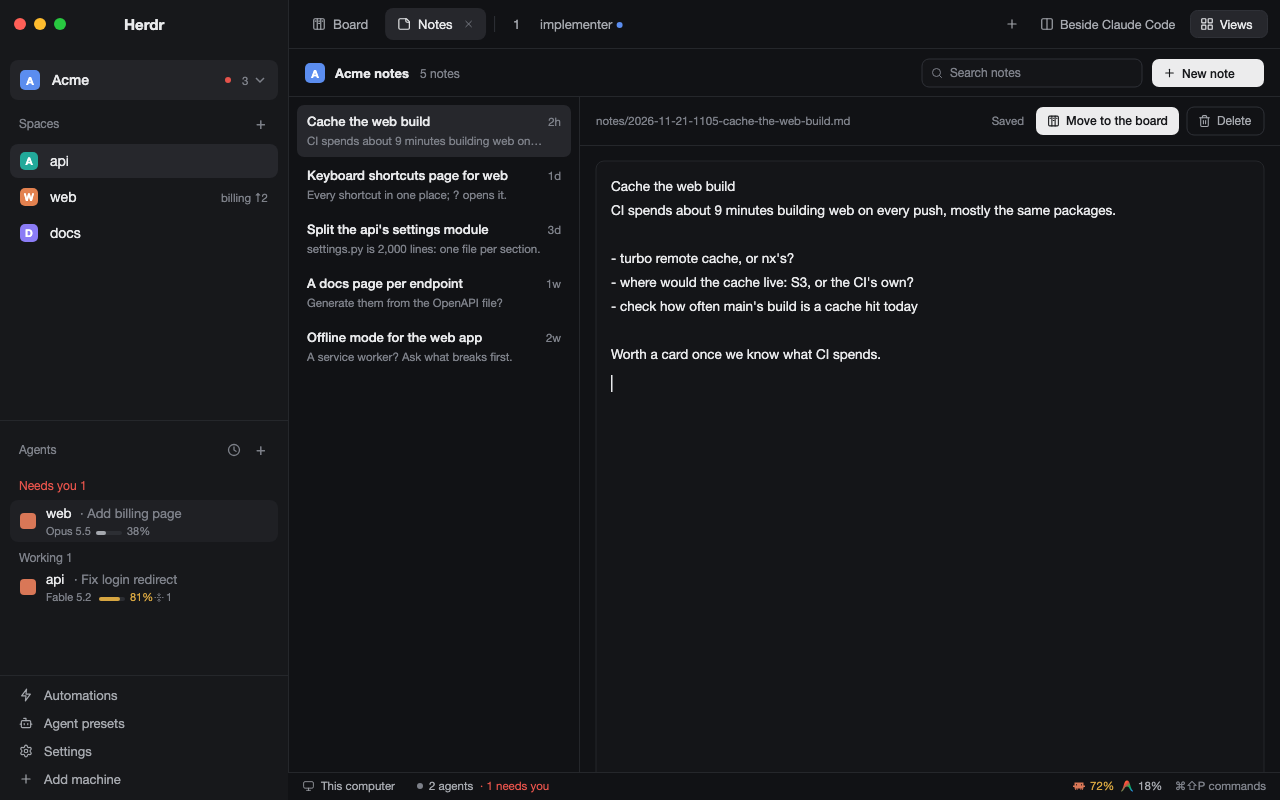 Herdr
Board
Notes
1
implementer
Beside Claude Code
Views
A Acme 3
Spaces
A api
W web billing ↑2
D docs
Agents
Needs you 1
web · Add billing page
Opus 5.5 38%
Working 1
api · Fix login redirect
Fable 5.2 81% 1
Automations
Agent presets
Settings
Add machine
A Acme notes 5 notes
Search notes
New note
Cache the web build 2h
CI spends about 9 minutes building web on…
Keyboard shortcuts page for web 1d
Every shortcut in one place; ? opens it.
Split the api's settings module 3d
settings.py is 2,000 lines: one file per section.
A docs page per endpoint 1w
Generate them from the OpenAPI file?
Offline mode for the web app 2w
A service worker? Ask what breaks first.
notes/2026-11-21-1105-cache-the-web-build.md
Saved
Move to the board
Delete
Cache the web build
CI spends about 9 minutes building web on every push, mostly the same packages.
- turbo remote cache, or nx's?
- where would the cache live: S3, or the CI's own?
- check how often main's build is a cache hit today
Worth a card once we know what CI spends.
This computer
2 agents · 1 needs you
72% 18% ⌘⇧P commands